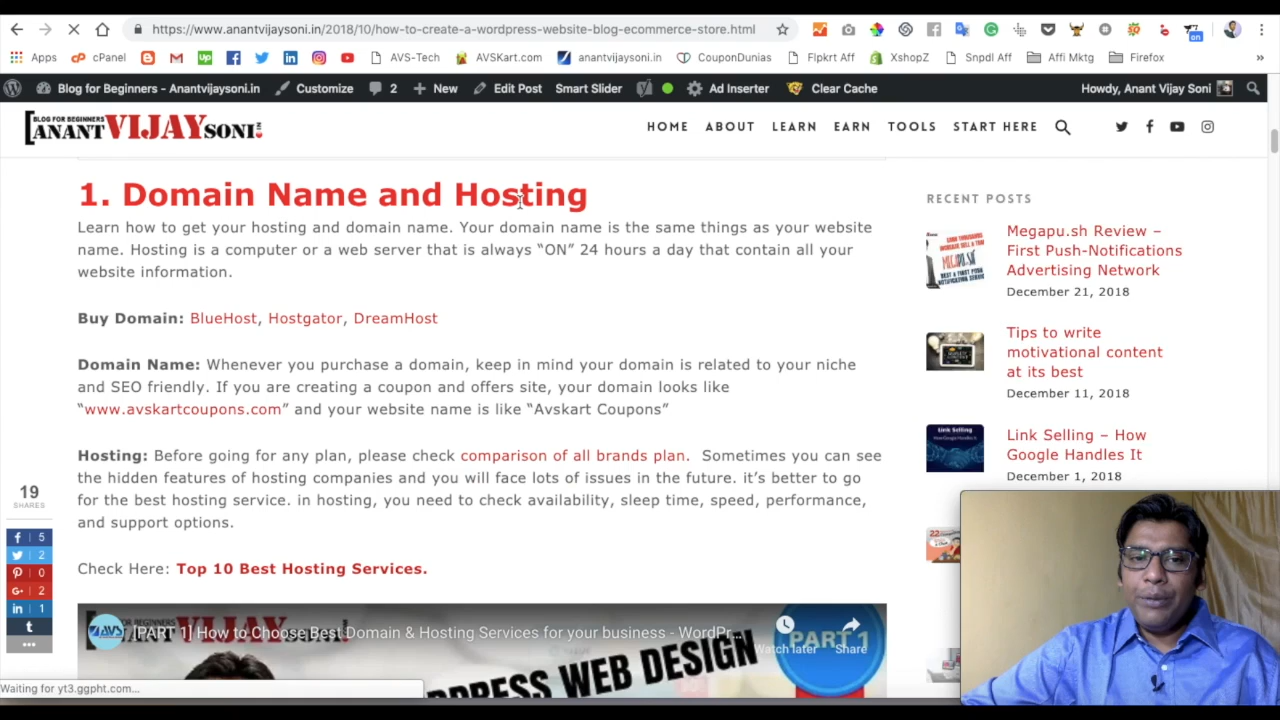 https://www.anantvijaysoni.in/2018/10/how-to-create-a-wordpress-website-blog-ecommerce-store.html
on
Apps cPanel AVS-Tech AVSKart.com anantvijaysoni.in CouponDunias Flpkrt Aff XshopZ Snpdl Aff Affi Mktg Firefox »
Blog for Beginners - Anantvijaysoni.in Customize 2 New Edit Post Smart Slider Ad Inserter Clear Cache Howdy, Anant Vijay Soni
BLOG FOR BEGINNERS
ANANT VIJAY SONI
HOME ABOUT LEARN EARN TOOLS START HERE
1. Domain Name and Hosting
Learn how to get your hosting and domain name. Your domain name is the same things as your website
name. Hosting is a computer or a web server that is always “ON” 24 hours a day that contain all your
website information.
Buy Domain: BlueHost, Hostgator, DreamHost
Domain Name: Whenever you purchase a domain, keep in mind your domain is related to your niche
and SEO friendly. If you are creating a coupon and offers site, your domain looks like
“www.avskartcoupons.com” and your website name is like “Avskart Coupons”
Hosting: Before going for any plan, please check comparison of all brands plan. Sometimes you can see
the hidden features of hosting companies and you will face lots of issues in the future. it’s better to go
for the best hosting service. in hosting, you need to check availability, sleep time, speed, performance,
and support options.
Check Here: Top 10 Best Hosting Services.
AVS [PART 1] How to Choose Best Domain & Hosting Services for your business - WordPr...
Watch later Share
PART 1
WORDPRESS WEB DESIGN
19
SHARES
5
2
0
G+ 2
in 1
t
RECENT POSTS
Megapu.sh Review –
First Push-Notifications
Advertising Network
December 21, 2018
Tips to write
motivational content
at its best
December 11, 2018
Link Selling
Link Selling – How
Google Handles It
December 1, 2018
22
Waiting for yt3.ggpht.com...